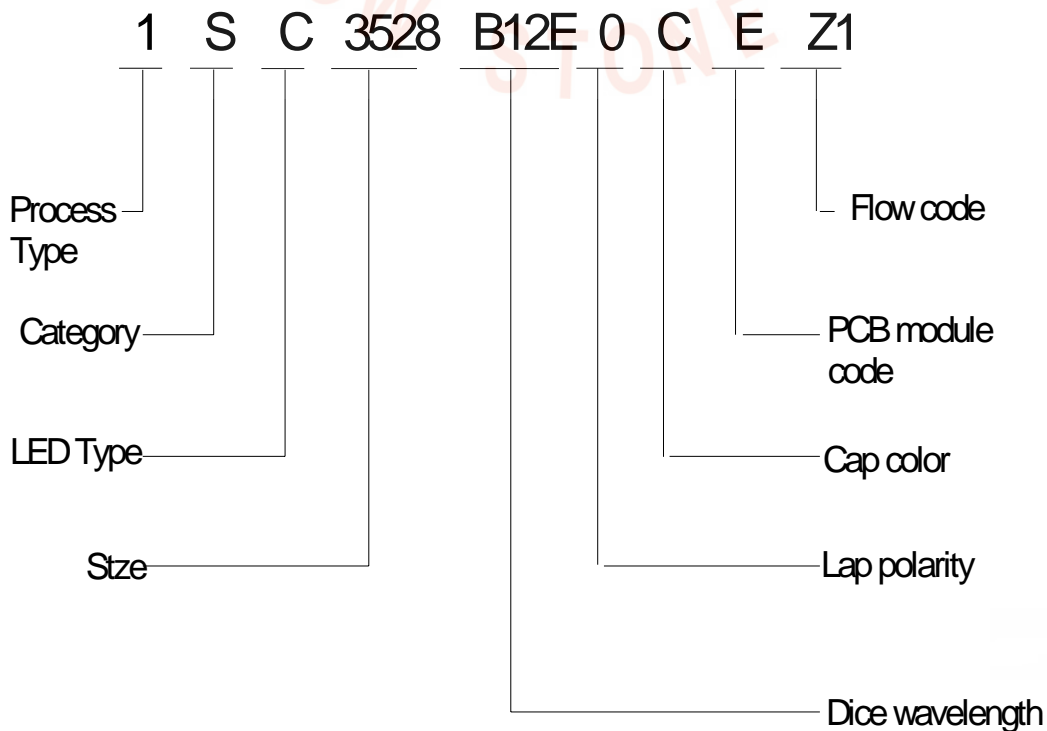 1 S C 3528 B12E 0 C E Z1
STONE
Process
Type
Flow code
Category
PCB module
code
LED Type
Cap color
Stze
Lap polarity
Dice wavelength